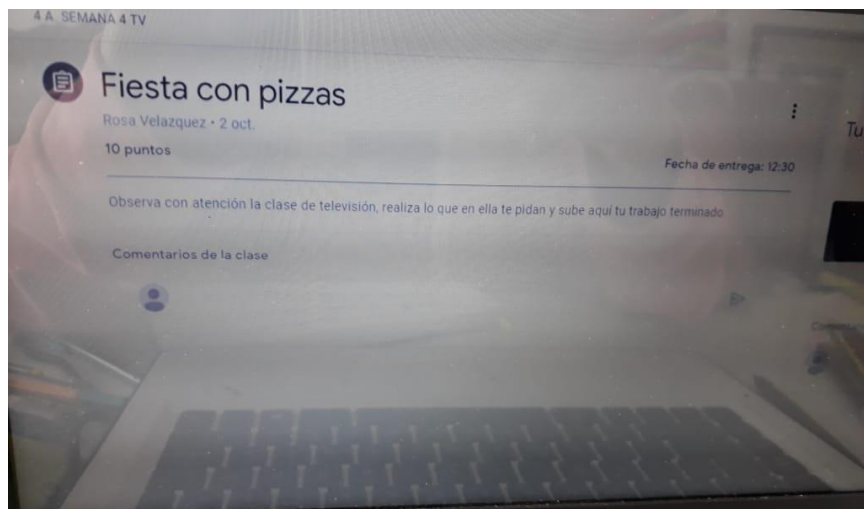 4 A SEMANA 4 TV
Fiesta con pizzas
Rosa Velazquez • 2 oct.
10 puntos
Fecha de entrega: 12:30
Tu
Observa con atención la clase de televisión, realiza lo que en ella te pidan y sube aquí tu trabajo terminado
Comentarios de la clase